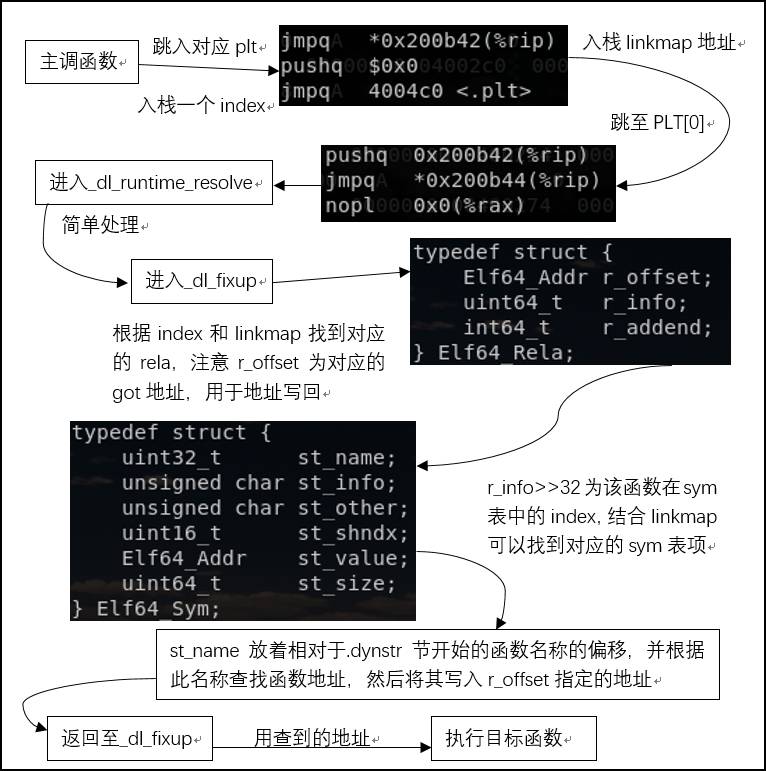 主调函数
跳入对应 plt
jmpq *0x200b42(%rip)
pushq $0x0
jmpq 4004c0 <.plt>
入栈 linkmap 地址
入栈一个 index
跳至 PLT[0]
pushq 0x200b42(%rip)
jmpq *0x200b44(%rip)
nopl 0x0(%rax)
进入_dl_runtime_resolve
简单处理
进入_dl_fixup
typedef struct {
Elf64_Addr r_offset;
uint64_t r_info;
int64_t r_addend;
} Elf64_Rela;
根据 index 和 linkmap 找到对应
的 rela，注意 r_offset 为对应的
got 地址，用于地址写回
typedef struct {
uint32_t st_name;
unsigned char st_info;
unsigned char st_other;
uint16_t st_shndx;
Elf64_Addr st_value;
uint64_t st_size;
} Elf64_Sym;
r_info>>32 为该函数在 sym
表中的 index, 结合 linkmap
可以找到对应的 sym 表项
st_name 放着相对于.dynstr 节开始的函数名称的偏移，并根据
此名称查找函数地址，然后将其写入 r_offset 指定的地址
返回至_dl_fixup
用查到的地址
执行目标函数